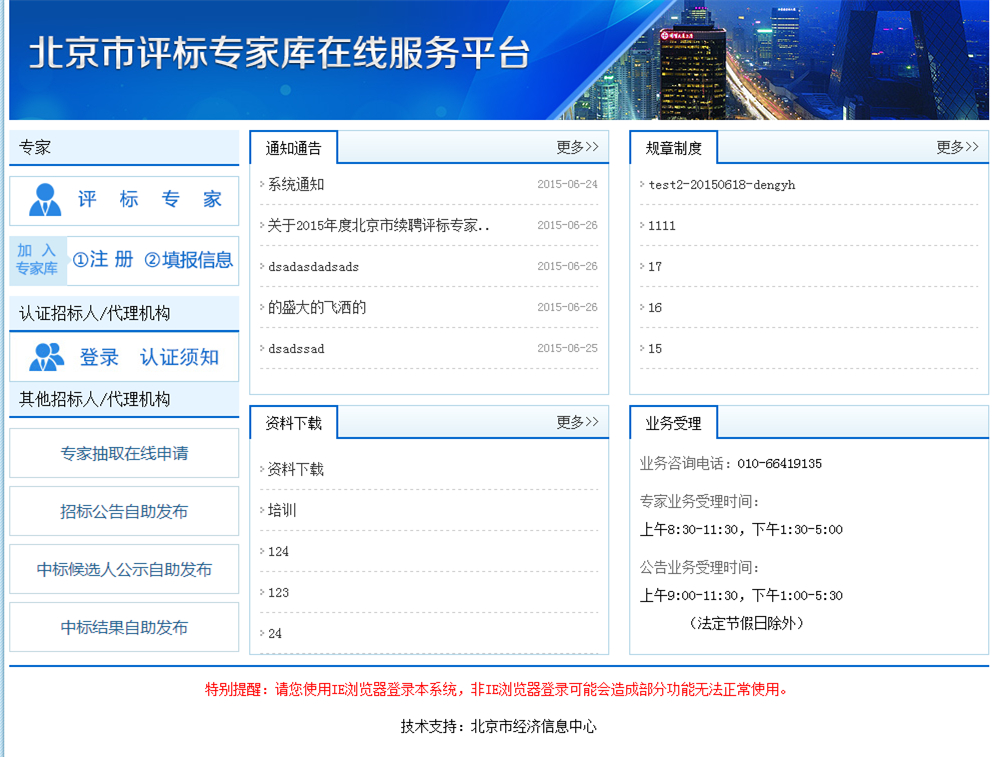 北京市评标专家库在线服务平台
专家
评 标 专 家
加 入
专家库
①注 册 ②填报信息
认证招标人/代理机构
登录 认证须知
其他招标人/代理机构
专家抽取在线申请
招标公告自助发布
中标候选人公示自助发布
中标结果自助发布
通知通告 更多>>
系统通知 2015-06-24
关于2015年度北京市续聘评标专家.. 2015-06-26
dsadasdadsads 2015-06-26
的盛大的飞洒的 2015-06-26
dsadssad 2015-06-25
规章制度 更多>>
test2-20150618-dengyh
1111
17
16
15
资料下载 更多>>
资料下载
培训
124
123
24
业务受理
业务咨询电话：010-66419135
专家业务受理时间：
上午8:30-11:30，下午1:30-5:00
公告业务受理时间：
上午9:00-11:30，下午1:00-5:30
（法定节假日除外）
特别提醒：请您使用IE浏览器登录本系统，非IE浏览器登录可能会造成部分功能无法正常使用。
技术支持：北京市经济信息中心